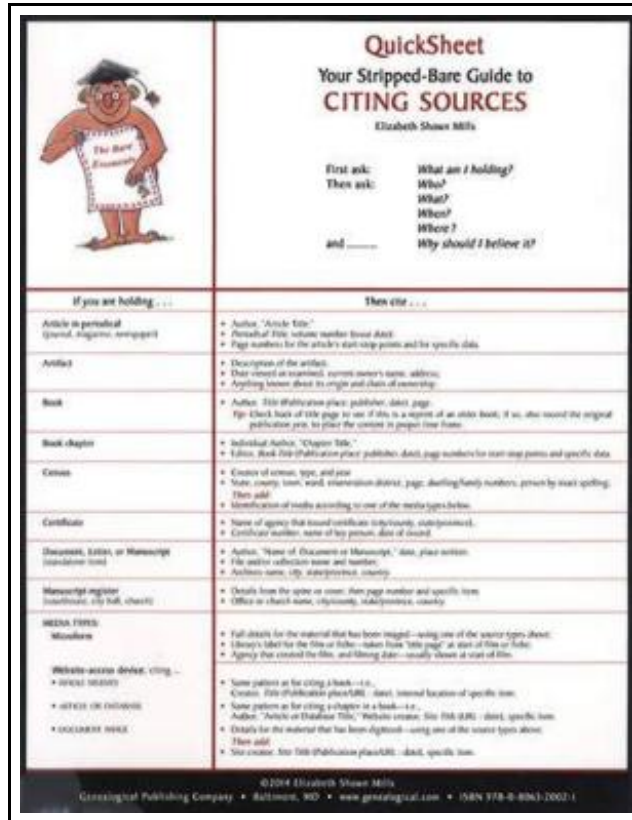 QuickSheet
Your Stripped-Bare Guide to
CITING SOURCES
Elizabeth Shown Mills
The Bare
Essentials
First ask: What am I holding?
Then ask: Who?
What?
When?
Where?
and ........ Why should I believe it?
If you are holding . . .
Then cite . . .
Article in periodical
(journal, magazine, newspaper)
• Author, "Article Title,"
• Periodical Title, volume number (issue date):
• Page numbers for the article's start-stop points and for specific data.
Artifact
• Description of the artifact;
• Date viewed or examined, current owner's name, address;
• Anything known about its origin and chain of ownership.
Book
• Author. Title (Publication place: publisher, date), page.
Tip: Check back of title page to see if this is a reprint of an older book; if so, also record the original
publication year, to place the content in proper time frame.
Book chapter
• Individual Author, "Chapter Title,"
• Editor, Book Title (Publication place: publisher, date), page numbers for start-stop points and specific data.
Census
• Creator of census, type, and year
• State, county, town, ward, enumeration district, page, dwelling/family numbers, person by exact spelling.
Then add:
• Identification of media according to one of the media types below.
Certificate
• Name of agency that issued certificate (city/county, state/province),
• Certificate number, name of key person, date of issued.
Document, Letter, or Manuscript
(standalone item)
• Author, "Name of Document or Manuscript," date, place written.
• File and/or collection name and number;
• Archives name, city, state/province, country.
Manuscript register
(courthouse, city hall, church)
• Details from the spine or cover; then page number and specific item
• Office or church name, city/county, state/province, country.
MEDIA TYPES:
Microform
• Full details for the material that has been imaged—using one of the source types above;
• Library's label for the film or fiche—taken from "title page" at start of film or fiche;
• Agency that created the film, and filming date—usually shown at start of film.
Website-access device, citing ...
• WHOLE WEBSITES
• Same pattern as for citing a book—i.e.,
Creator. Title (Publication place/URL : date), internal location of specific item.
• ARTICLE OR DATABASE
• Same pattern as for citing a chapter in a book—i.e.,
Author. "Article or Database Title," Website creator, Site Title (URL : date), specific item.
• DOCUMENT IMAGE
• Details for the material that has been digitized—using one of the source types above;
Then add:
• Site creator, Site Title (Publication place/URL : date), specific item.
©2014 Elizabeth Shown Mills
Genealogical Publishing Company • Baltimore, MD • www.genealogical.com • ISBN 978-0-8063-2002-1